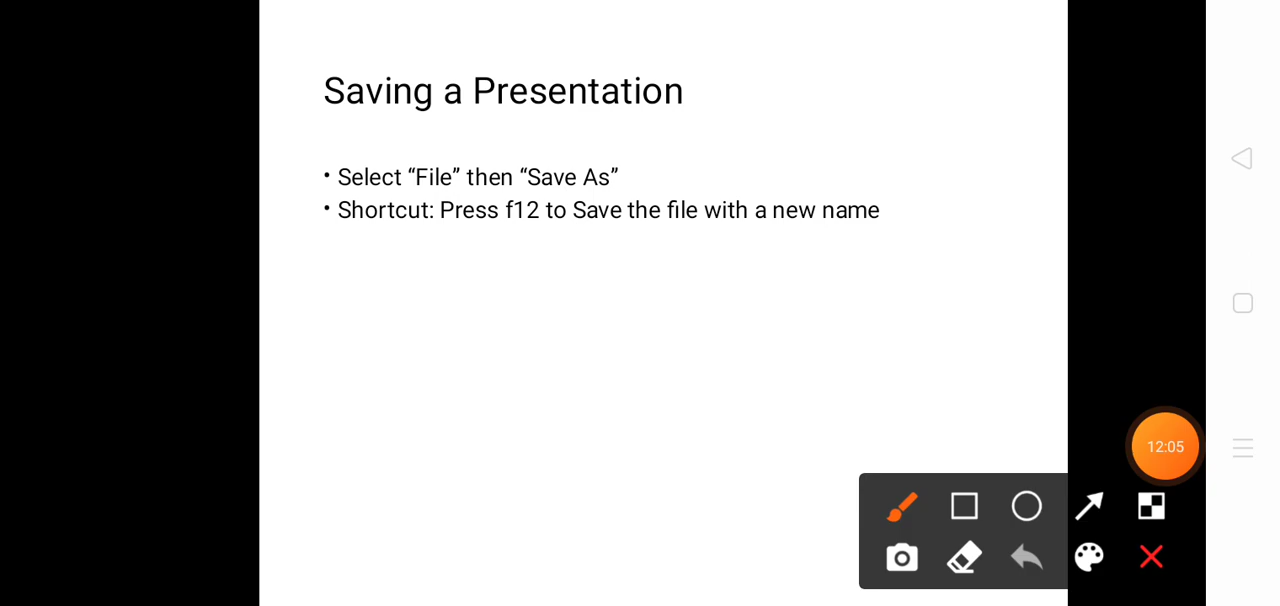 Saving a Presentation
• Select “File” then “Save As”
• Shortcut: Press f12 to Save the file with a new name
12:05